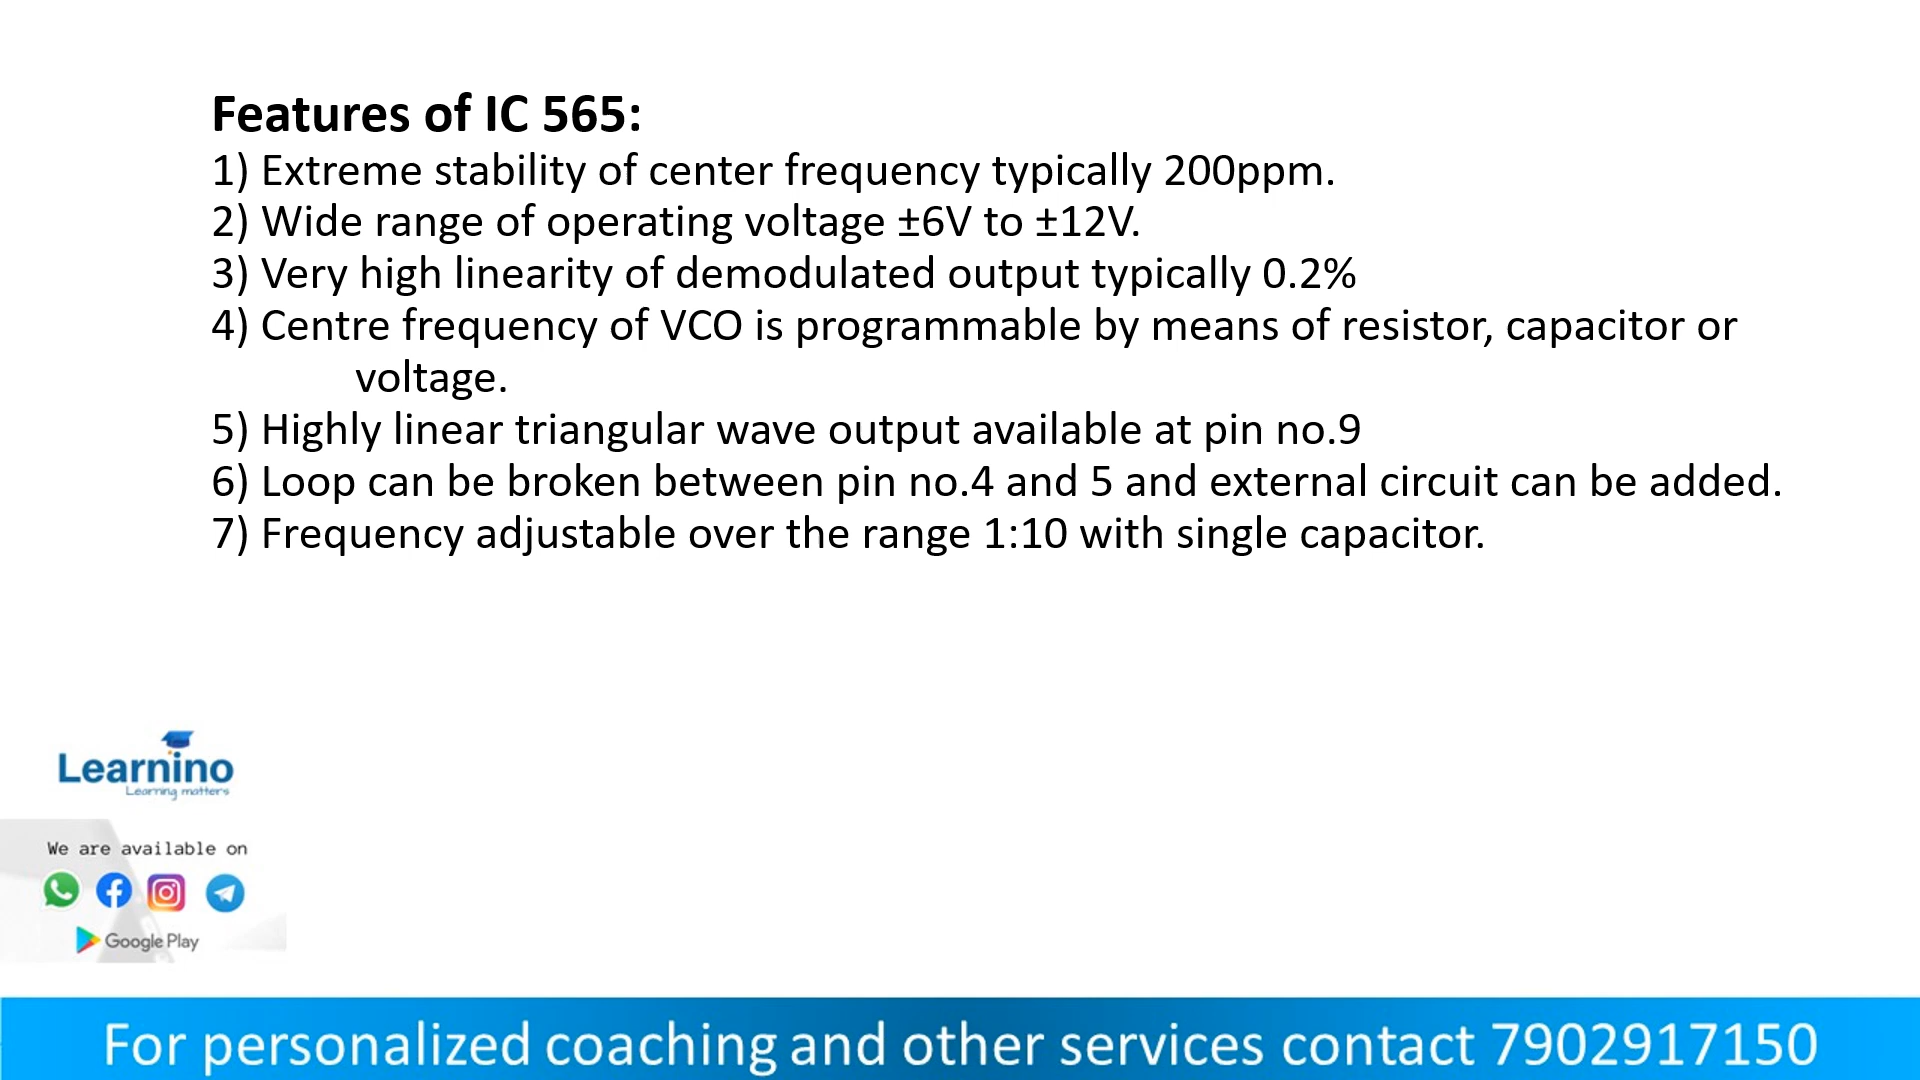 Features of IC 565:
1) Extreme stability of center frequency typically 200ppm.
2) Wide range of operating voltage ±6V to ±12V.
3) Very high linearity of demodulated output typically 0.2%
4) Centre frequency of VCO is programmable by means of resistor, capacitor or
voltage.
5) Highly linear triangular wave output available at pin no.9
6) Loop can be broken between pin no.4 and 5 and external circuit can be added.
7) Frequency adjustable over the range 1:10 with single capacitor.
Learnino
Learning matters
We are available on
Google Play
For personalized coaching and other services contact 7902917150